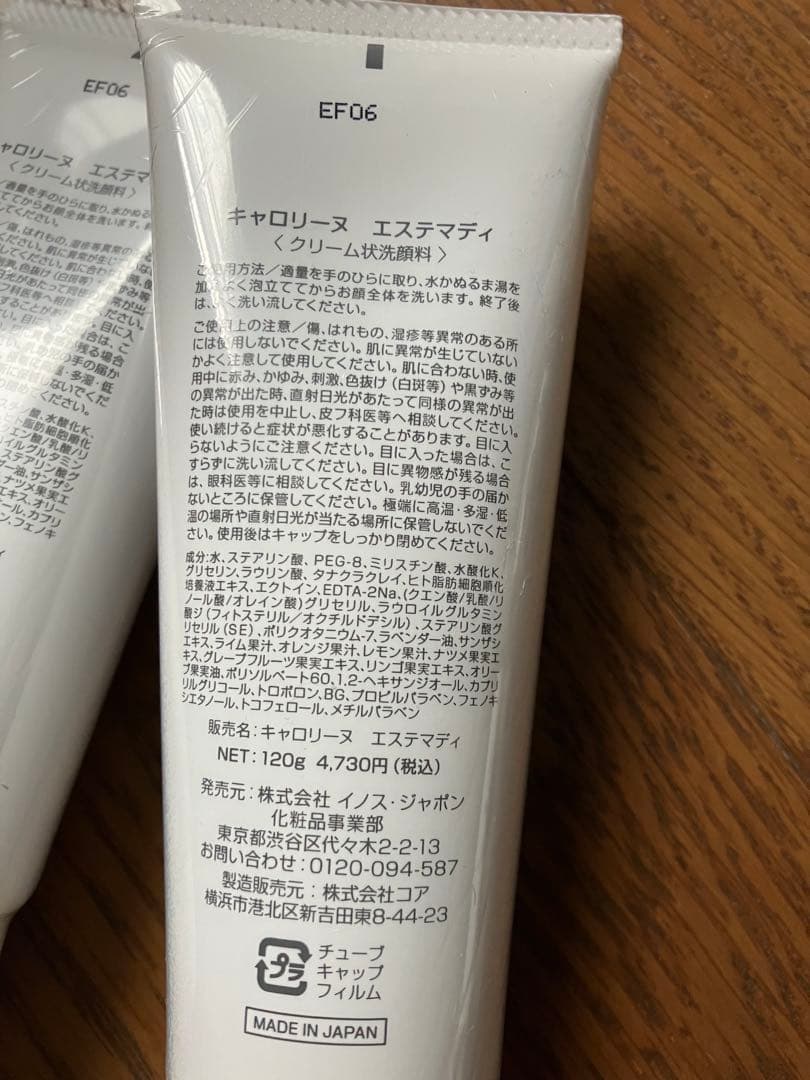 EF06
キャロリーヌ　エステマディ
〈クリーム状洗顔料〉
ご使用方法／適量を手のひらに取り、水かぬるま湯を
加えよく泡立ててからお顔全体を洗います。終了後
は、よく洗い流してください。
ご使用上の注意／傷、はれもの、湿疹等異常のある所
には使用しないでください。肌に異常が生じていない
かよく注意して使用してください。肌に合わない時、使
用中に赤み、かゆみ、刺激、色抜け(白斑等)や黒ずみ等
の異常が出た時、直射日光があたって同様の異常が出
た時は使用を中止し、皮フ科医等へ相談してください。
使い続けると症状が悪化することがあります。目に入
らないようにご注意ください。目に入った場合は、こ
すらずに洗い流してください。目に異物感が残る場合
は、眼科医等に相談してください。乳幼児の手の届か
ないところに保管してください。極端に高温・多湿・低
温の場所や直射日光が当たる場所に保管しないでくだ
さい。使用後はキャップをしっかり閉めてください。
成分:水、ステアリン酸、PEG-8、ミリスチン酸、水酸化K、
グリセリン、ラウリン酸、タナクラクレイ、ヒト脂肪細胞順化
培養液エキス、エクトイン、EDTA-2Na、(クエン酸/乳酸/リ
ノール酸/オレイン酸)グリセリル、ラウロイルグルタミン
酸ジ(フィトステリル/オクチルドデシル)、ステアリン酸グ
リセリル(SE)、ポリクオタニウム-7、ラベンダー油、サンザシ
エキス、ライム果汁、オレンジ果汁、レモン果汁、ナツメ果実エ
キス、グレープフルーツ果実エキス、リンゴ果実エキス、オリー
ブ果実油、ポリソルベート60、1,2-ヘキサンジオール、カプリ
リルグリコール、トロポロン、BG、プロピルパラベン、フェノキ
シエタノール、トコフェロール、メチルパラベン
販売名:キャロリーヌ　エステマディ
NET:120g 4,730円(税込)
発売元:株式会社 イノス・ジャポン
化粧品事業部
東京都渋谷区代々木2-2-13
お問い合わせ:0120-094-587
製造販売元:株式会社コア
横浜市港北区新吉田東8-44-23
プラ
チューブ
キャップ
フィルム
MADE IN JAPAN
EF06
ャロリーヌ　エステマ
〈クリーム状洗顔料〉